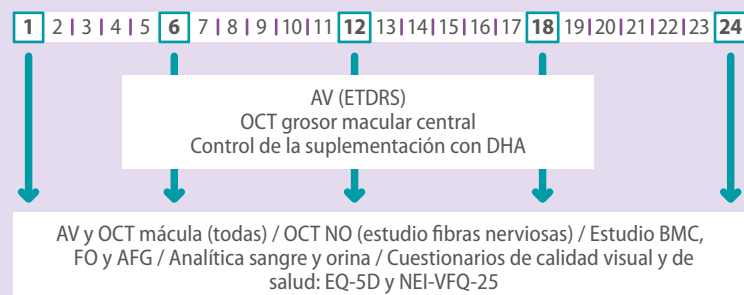 1 2 | 3 | 4 | 5 6 7 | 8 | 9 | 10 | 11 12 13 | 14 | 15 | 16 | 17 18 19 | 20 | 21 | 22 | 23 24
AV (ETDRS)
OCT grosor macular central
Control de la suplementación con DHA
AV y OCT mácula (todas) / OCT NO (estudio fibras nerviosas) / Estudio BMC,
FO y AFG / Analítica sangre y orina / Cuestionarios de calidad visual y de
salud: EQ-5D y NEI-VFQ-25